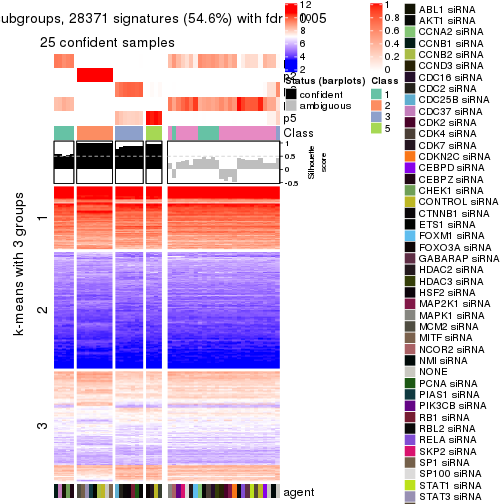 ubgroups, 28371 signatures (54.6%) with fdr < 0.05
25 confident samples
12
10
8
6
4
2
1
0.8
0.6
0.4
0.2
0
p5
Class
Status (barplots)
confident
ambiguous
Class
1
2
3
5
1
0.5
0
-0.5
Silhouette
score
k-means with 3 groups
1
2
3
agent
ABL1 siRNA
AKT1 siRNA
CCNA2 siRNA
CCNB1 siRNA
CCNB2 siRNA
CCND3 siRNA
CDC16 siRNA
CDC2 siRNA
CDC25B siRNA
CDC37 siRNA
CDK2 siRNA
CDK4 siRNA
CDK7 siRNA
CDKN2C siRNA
CEBPD siRNA
CEBPZ siRNA
CHEK1 siRNA
CONTROL siRNA
CTNNB1 siRNA
ETS1 siRNA
FOXM1 siRNA
FOXO3A siRNA
GABARAP siRNA
HDAC2 siRNA
HDAC3 siRNA
HSF2 siRNA
MAP2K1 siRNA
MAPK1 siRNA
MCM2 siRNA
MITF siRNA
NCOR2 siRNA
NMI siRNA
NONE
PCNA siRNA
PIAS1 siRNA
PIK3CB siRNA
RB1 siRNA
RBL2 siRNA
RELA siRNA
SKP2 siRNA
SP1 siRNA
SP100 siRNA
STAT1 siRNA
STAT3 siRNA